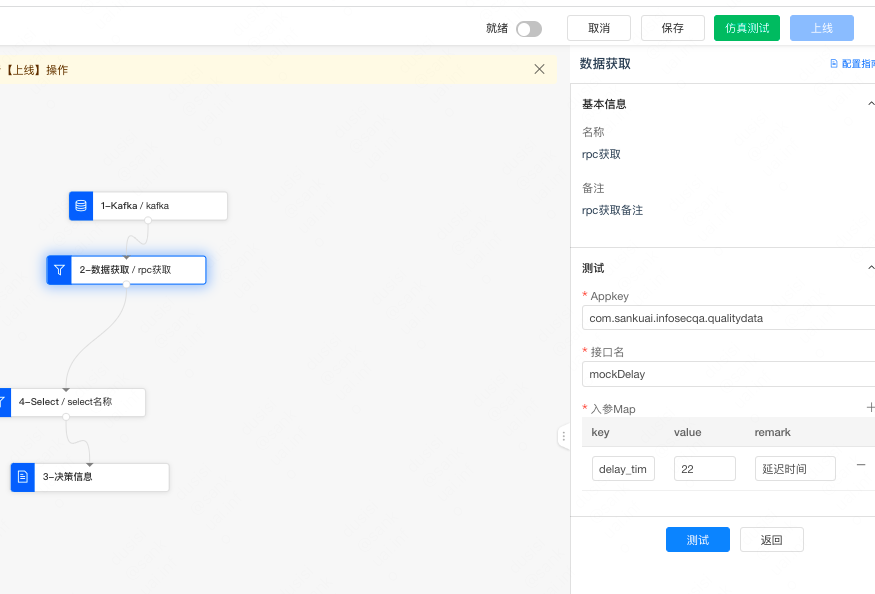 就绪
取消
保存
仿真测试
上线
【上线】操作
数据获取
配置指南
基本信息
名称
rpc获取
备注
rpc获取备注
1-Kafka / kafka
2-数据获取 / rpc获取
4-Select / select名称
3-决策信息
测试
* Appkey
com.sankuai.infosecqa.qualitydata
* 接口名
mockDelay
* 入参Map
key value remark
delay_tim 22 延迟时间
测试
返回